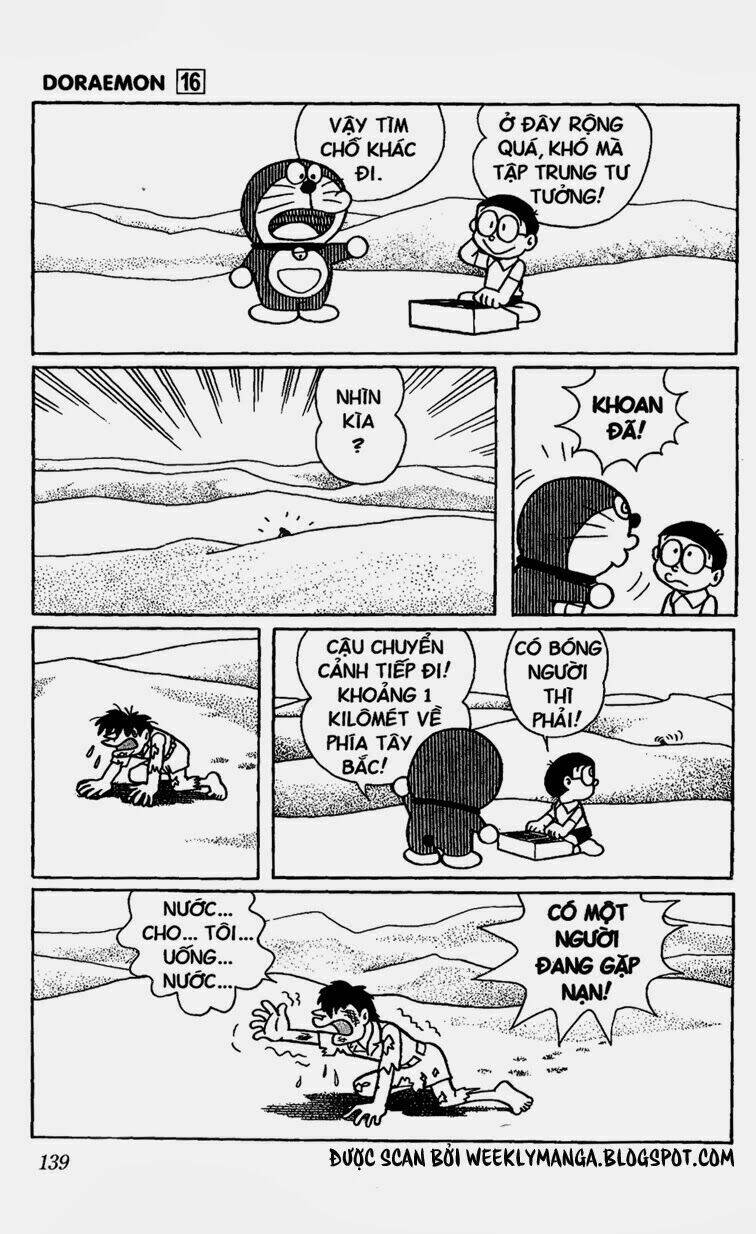 DORAEMON 16
Ở ĐÂY RỘNG
QUÁ, KHÓ MÀ
TẬP TRUNG TƯ
TƯỞNG!
VẬY TÌM
CHỖ KHÁC
ĐI.
KHOAN
ĐÃ!
NHÌN
KÌA
?
CÓ BÓNG
NGƯỜI
THÌ
PHẢI!
CẬU CHUYỂN
CẢNH TIẾP ĐI!
KHOẢNG 1
KILÔMÉT VỀ
PHÍA TÂY
BẮC!
CÓ MỘT
NGƯỜI
ĐANG GẶP
NẠN!
NƯỚC...
CHO... TÔI...
UỐNG...
NƯỚC...
139
ĐƯỢC SCAN BỞI WEEKLYMANGA.BLOGSPOT.COM